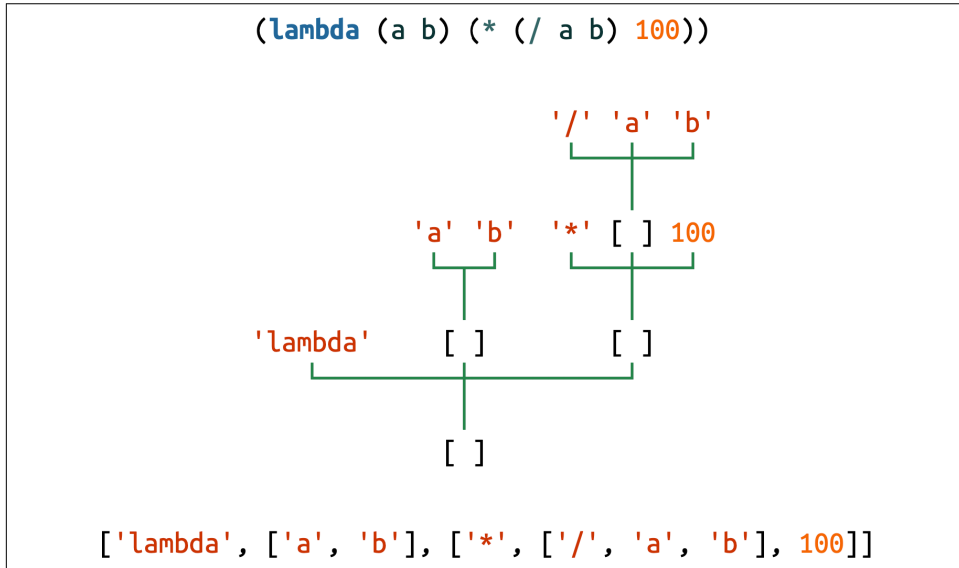 (lambda (a b) (* (/ a b) 100))
'/' 'a' 'b'
'a' 'b' '*' [ ] 100
'lambda' [ ] [ ]
[ ]
['lambda', ['a', 'b'], ['*', ['/', 'a', 'b'], 100]]